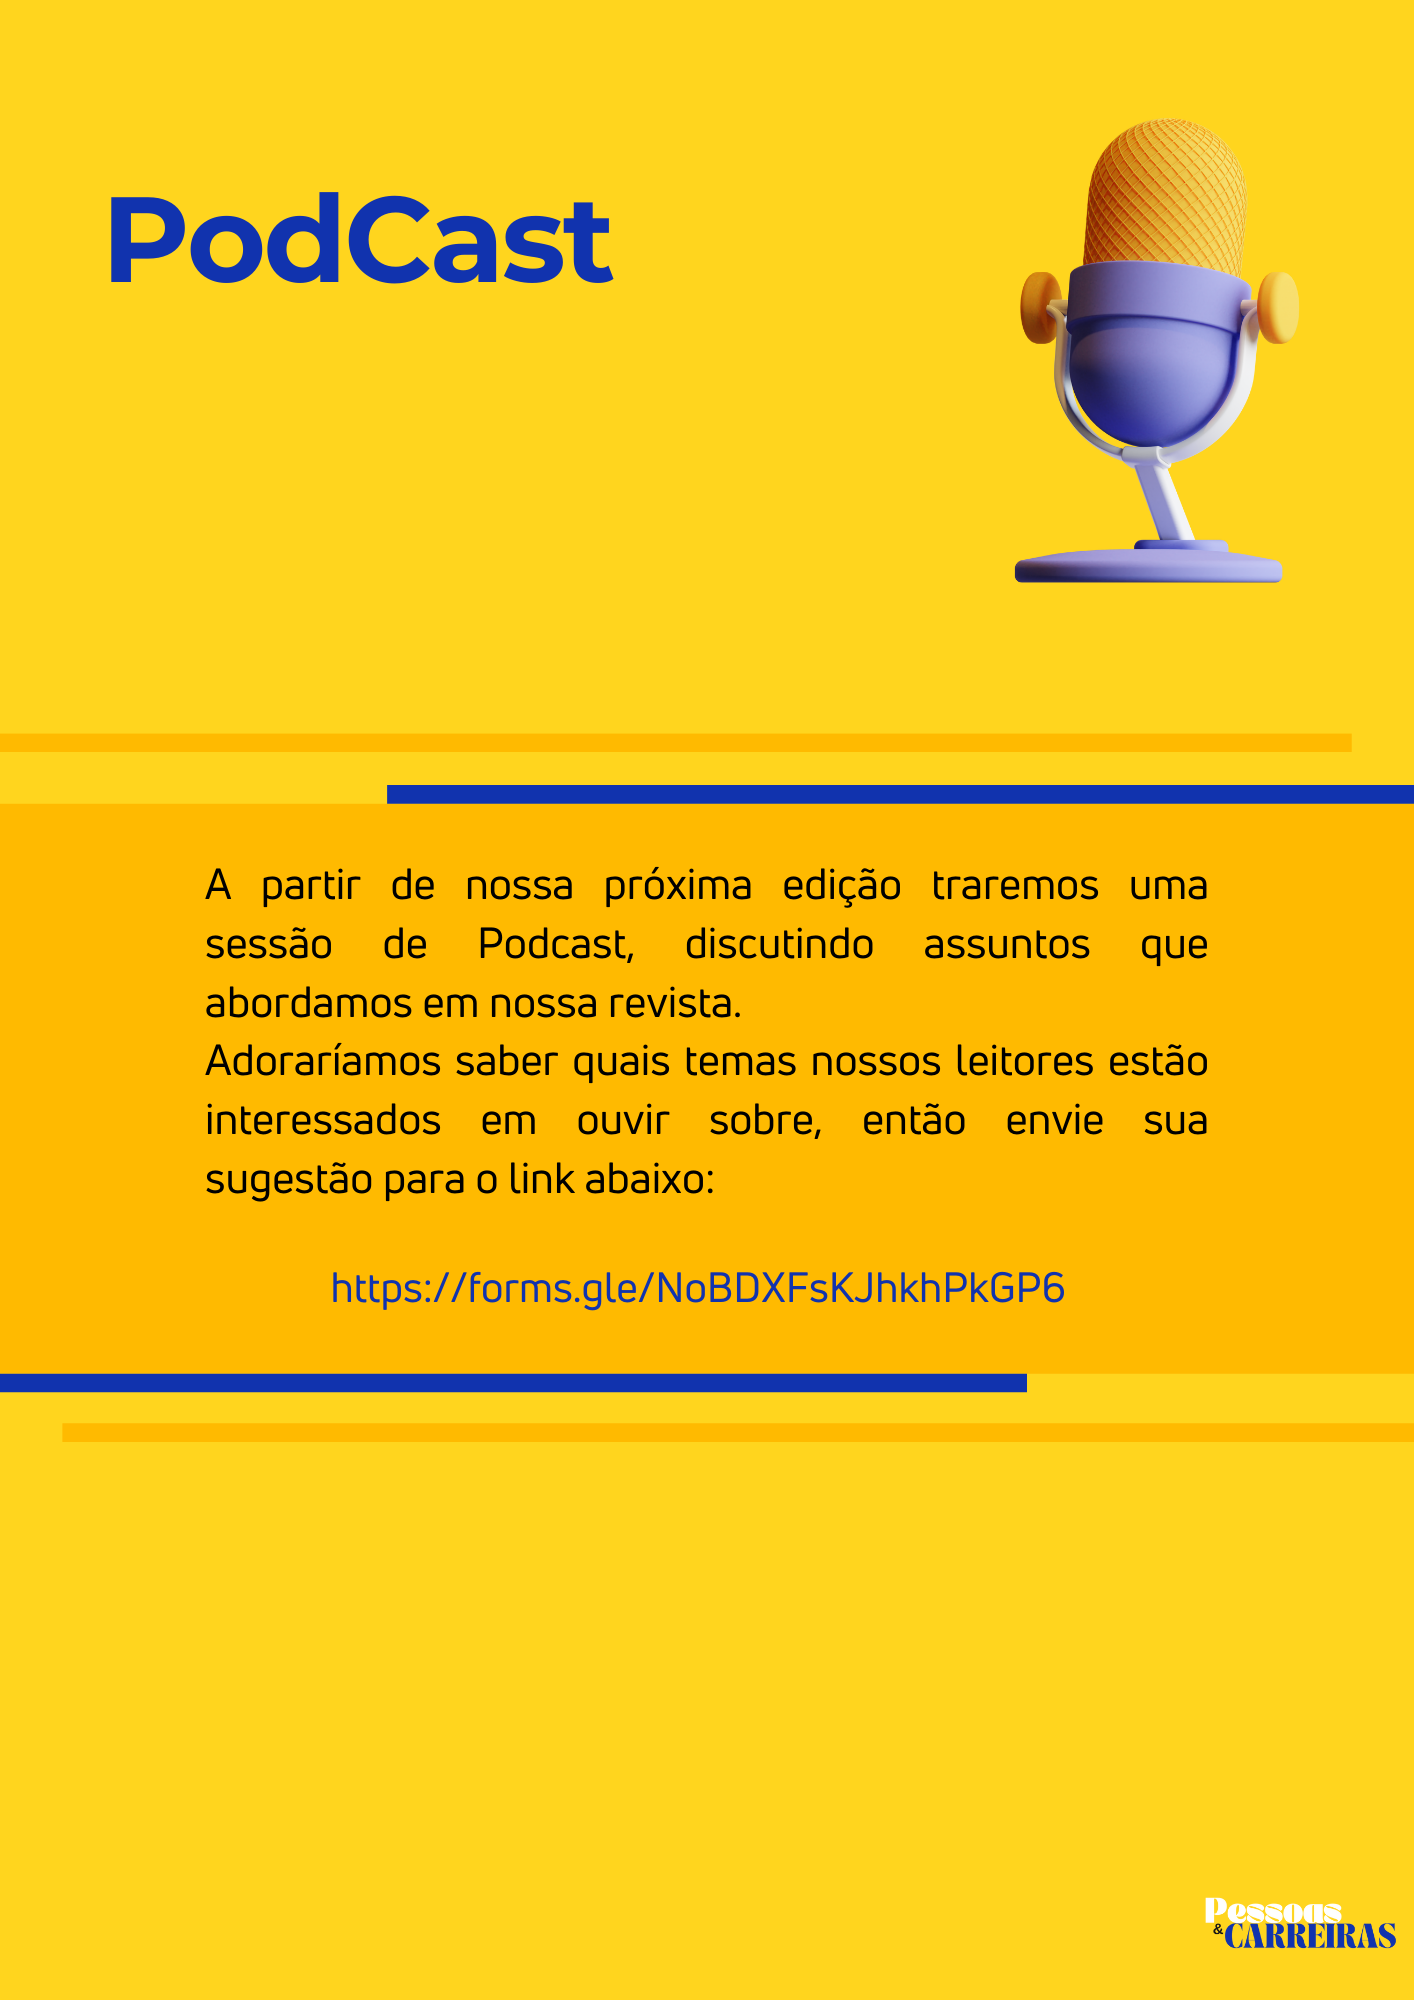 PodCast
A partir de nossa próxima edição traremos uma
sessão de Podcast, discutindo assuntos que
abordamos em nossa revista.
Adoraríamos saber quais temas nossos leitores estão
interessados em ouvir sobre, então envie sua
sugestão para o link abaixo:
https://forms.gle/NoBDXFsKJhkhPkGP6
Pessoas
&CARREIRAS